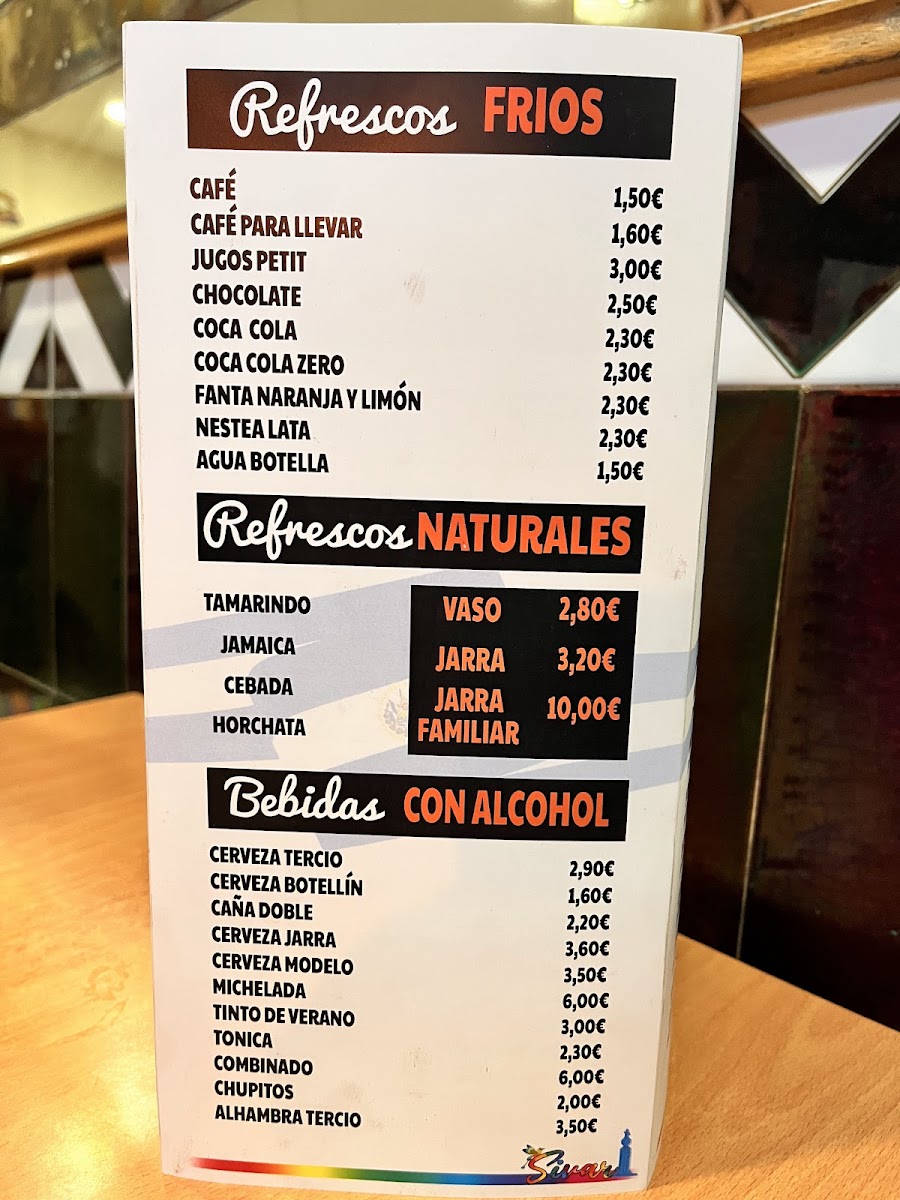 Refrescos FRIOS
CAFÉ 1,50€
CAFÉ PARA LLEVAR 1,60€
JUGOS PETIT 3,00€
CHOCOLATE 2,50€
COCA COLA 2,30€
COCA COLA ZERO 2,30€
FANTA NARANJA Y LIMÓN 2,30€
NESTEA LATA 2,30€
AGUA BOTELLA 1,50€
Refrescos NATURALES
TAMARINDO
JAMAICA
CEBADA
HORCHATA
VASO 2,80€
JARRA 3,20€
JARRA
FAMILIAR 10,00€
Bebidas CON ALCOHOL
CERVEZA TERCIO 2,90€
CERVEZA BOTELLÍN 1,60€
CAÑA DOBLE 2,20€
CERVEZA JARRA 3,60€
CERVEZA MODELO 3,50€
MICHELADA 6,00€
TINTO DE VERANO 3,00€
TONICA 2,30€
COMBINADO 6,00€
CHUPITOS 2,00€
ALHAMBRA TERCIO 3,50€
Sivar